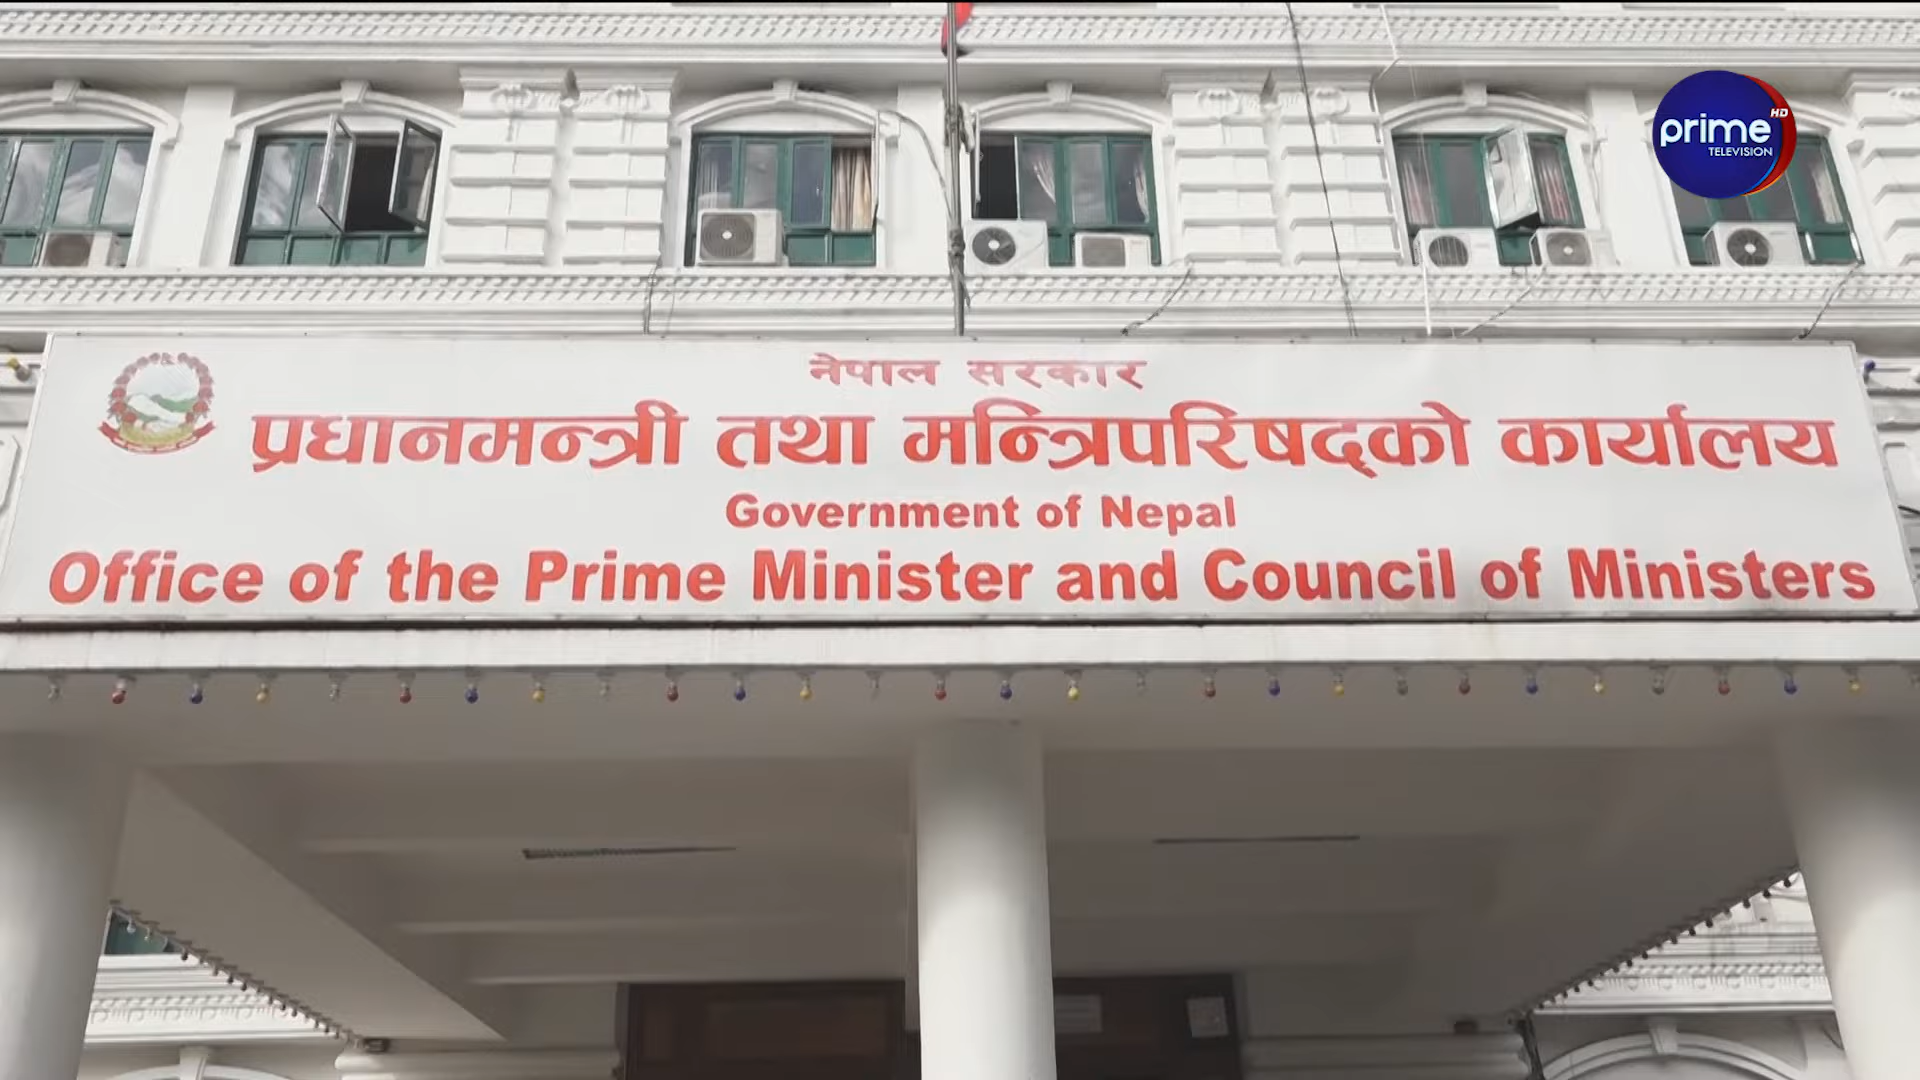 prime HD
TELEVISION
नेपाल सरकार
प्रधानमन्त्री तथा मन्त्रिपरिषद्को कार्यालय
Government of Nepal
Office of the Prime Minister and Council of Ministers